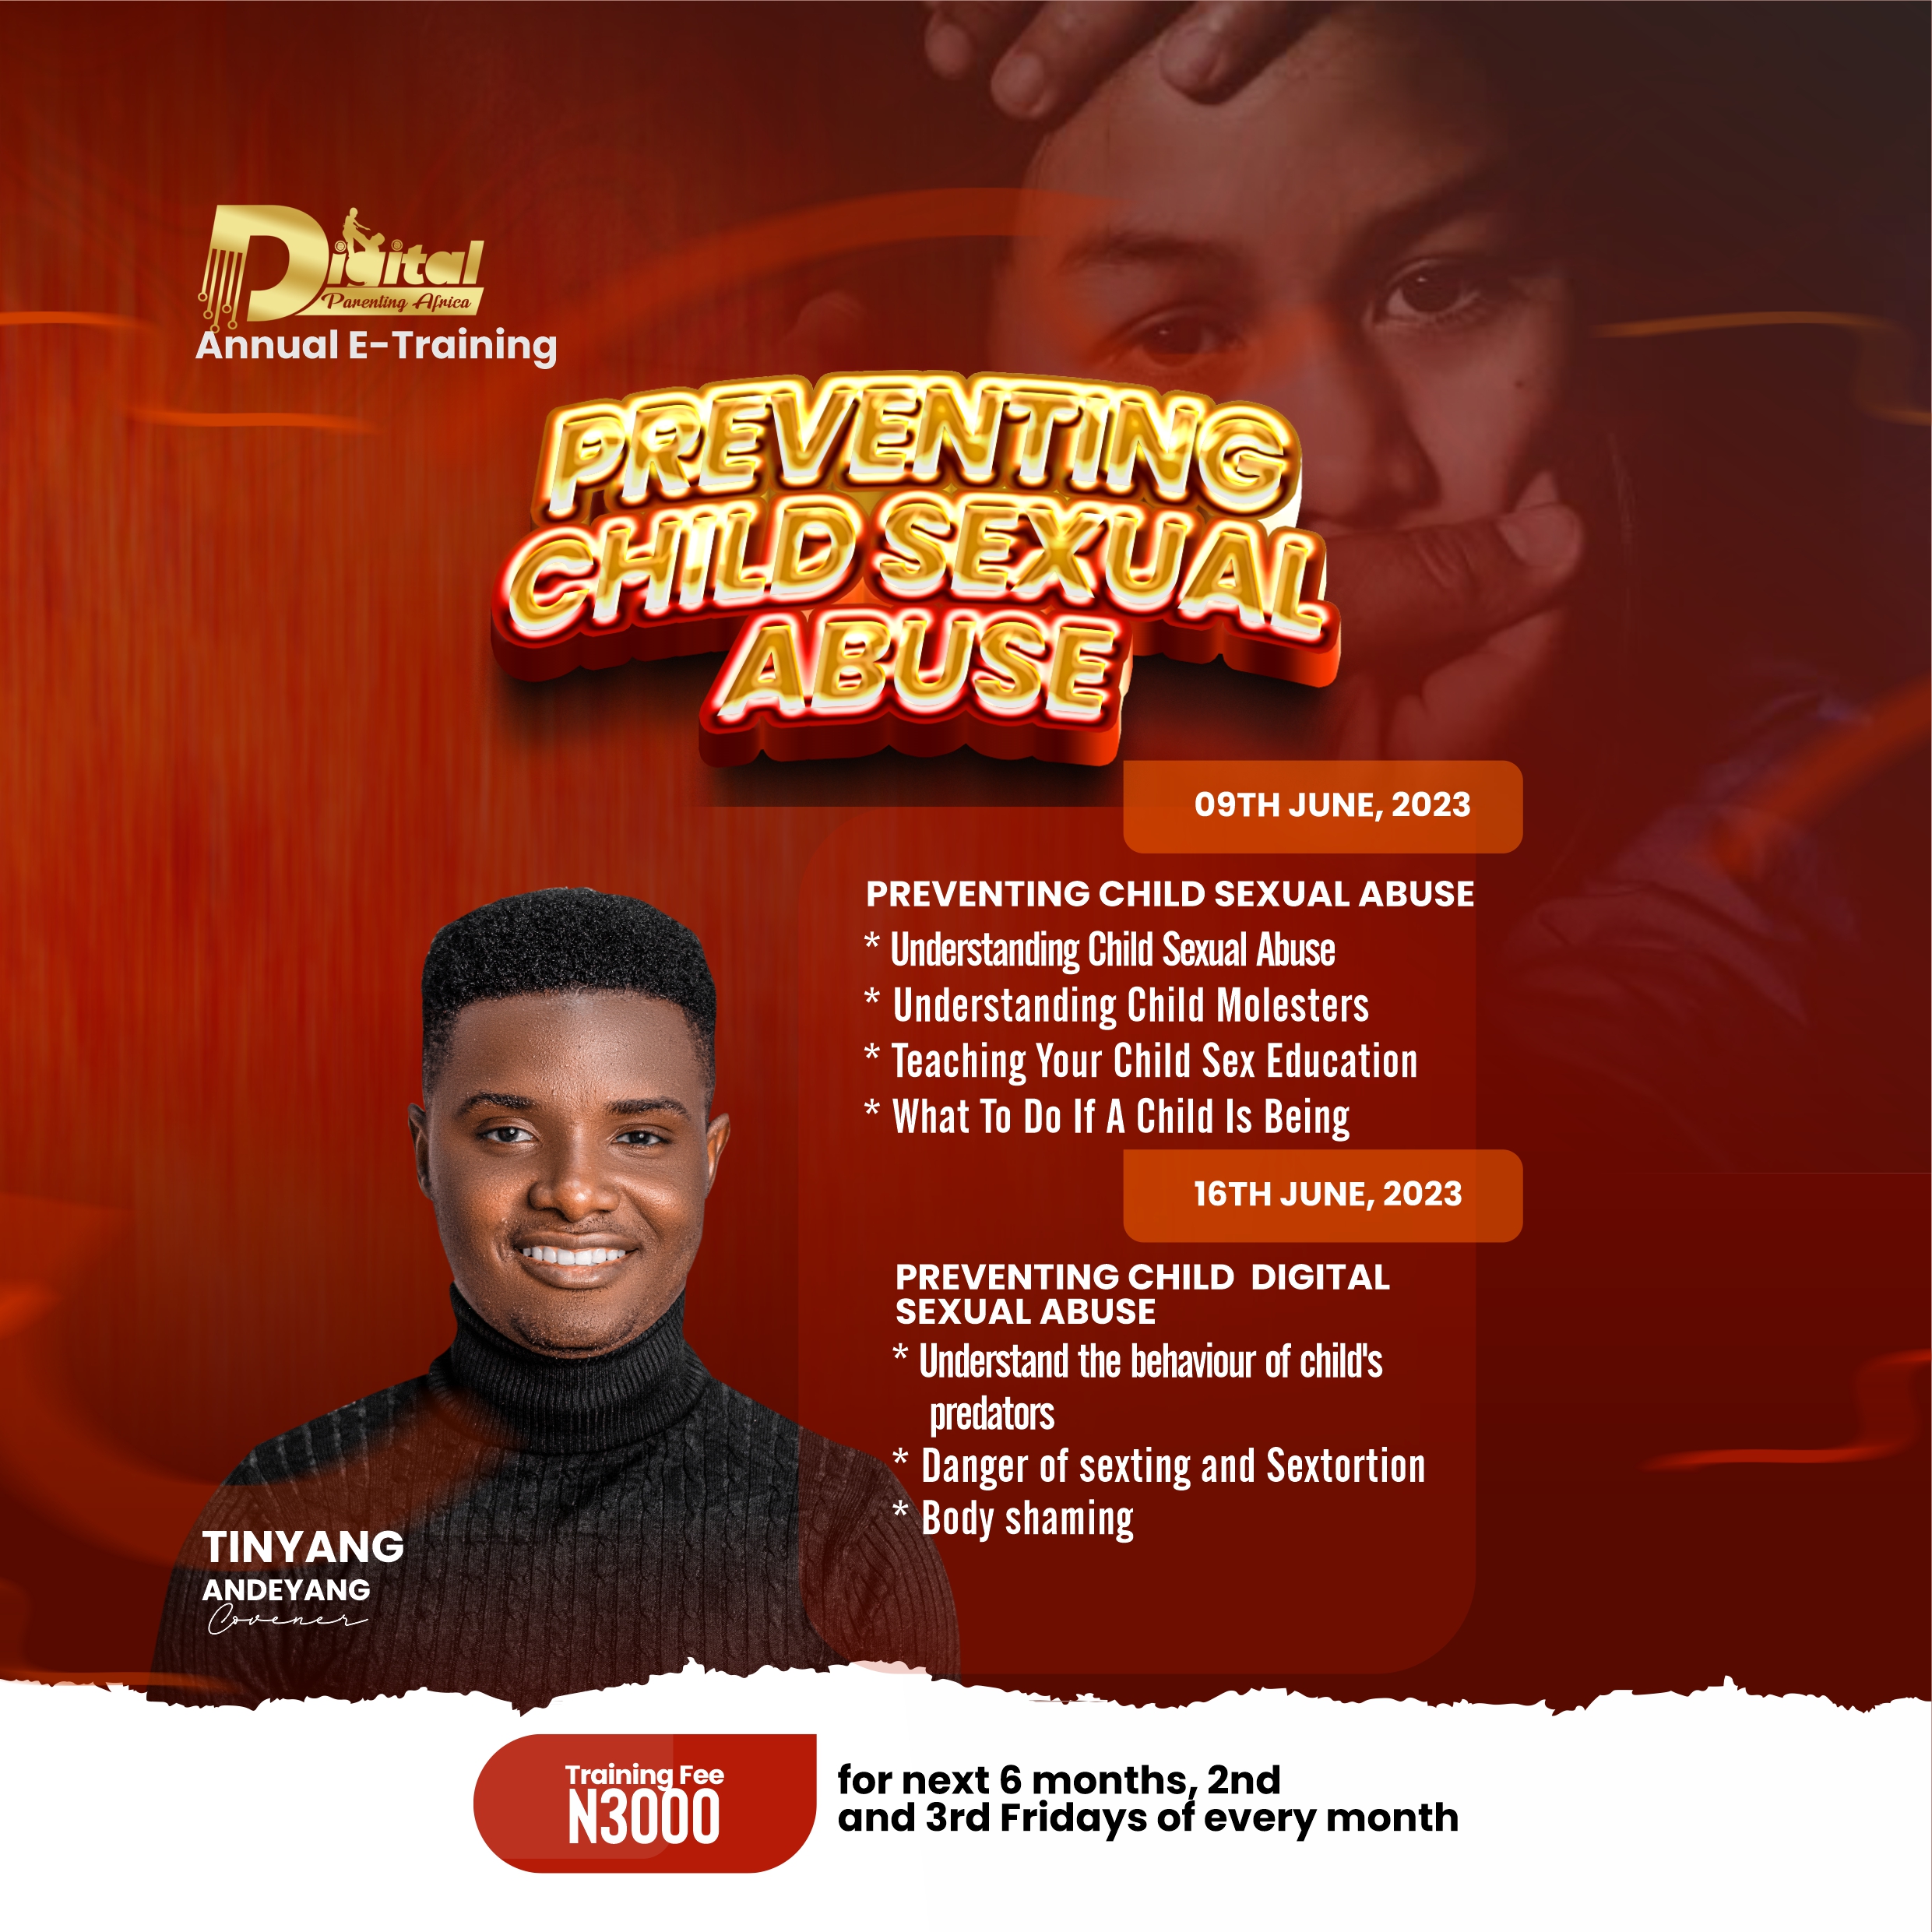 Digital
Parenting Africa
Annual E-Training
PREVENTING
CHILD SEXUAL
ABUSE
09TH JUNE, 2023
PREVENTING CHILD SEXUAL ABUSE
* Understanding Child Sexual Abuse
* Understanding Child Molesters
* Teaching Your Child Sex Education
* What To Do If A Child Is Being
16TH JUNE, 2023
PREVENTING CHILD DIGITAL
SEXUAL ABUSE
* Understand the behaviour of child's
predators
* Danger of sexting and Sextortion
* Body shaming
TINYANG
ANDEYANG
Covener
Training Fee
N3000
for next 6 months, 2nd
and 3rd Fridays of every month